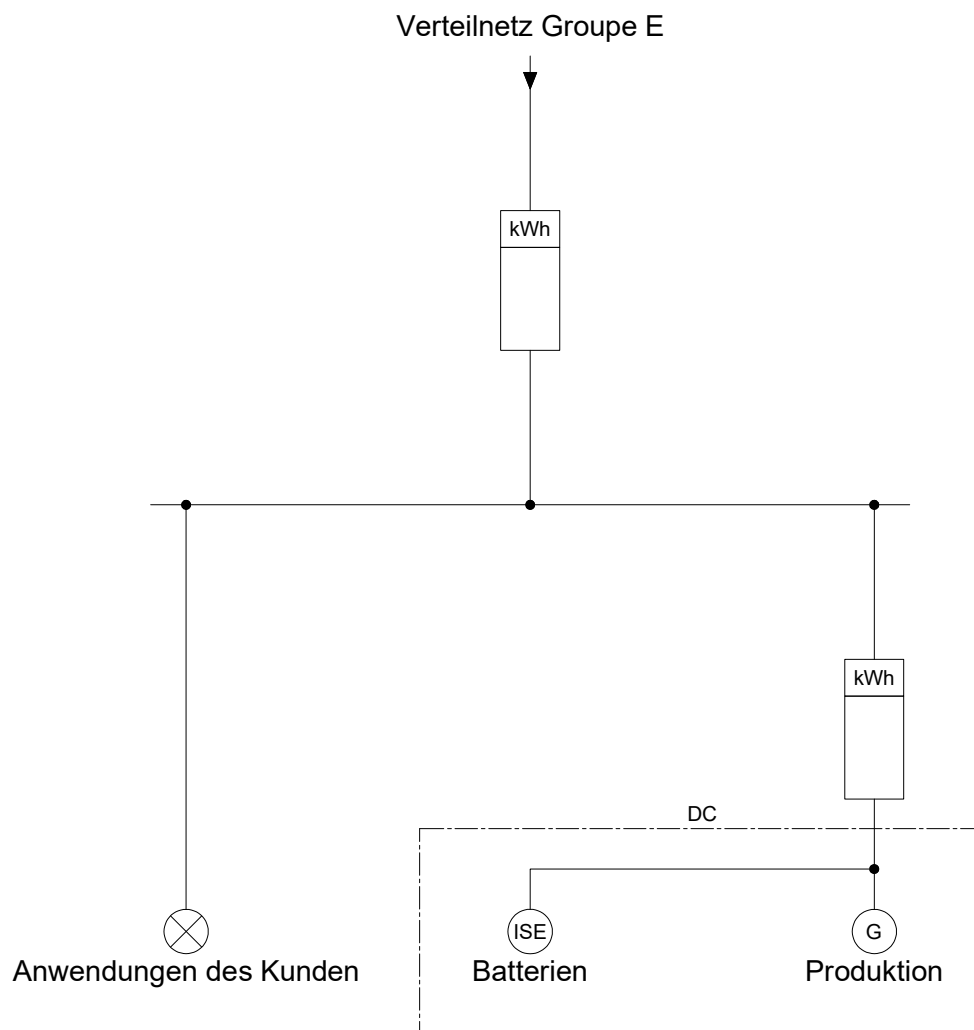 Verteilnetz Groupe E
kWh
kWh
DC
ISE
G
Anwendungen des Kunden
Batterien
Produktion